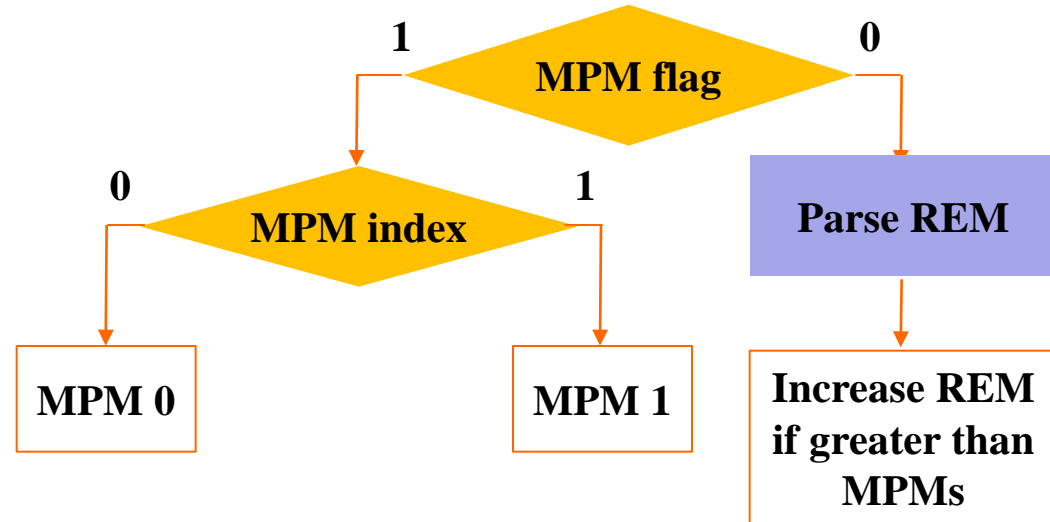 1
0
MPM flag
0
1
MPM index
Parse REM
MPM 0
MPM 1
Increase REM
if greater than
MPMs